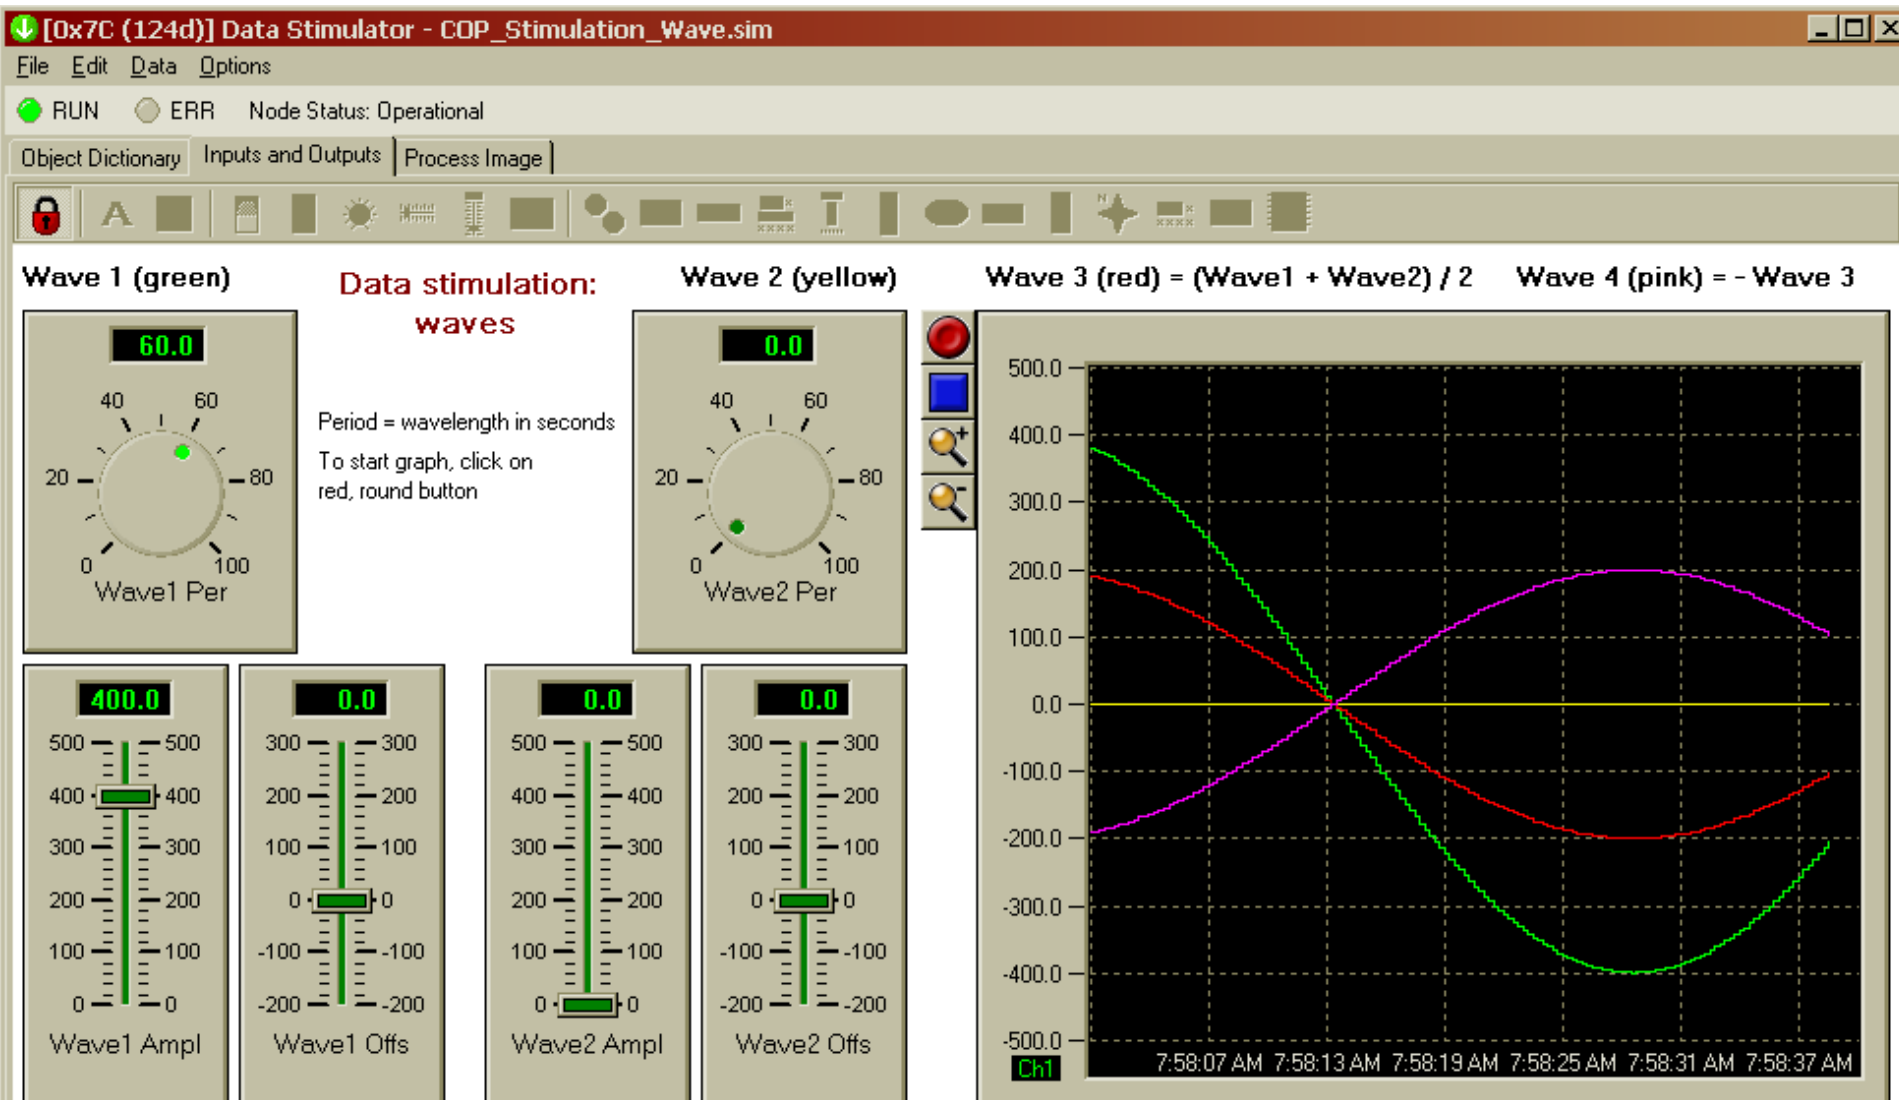 [0x7C (124d)] Data Stimulator - COP_Stimulation_Wave.sim
File Edit Data Options
RUN ERR Node Status: Operational
Object Dictionary Inputs and Outputs Process Image
A N x xxxx x xxxx
Wave 1 (green)
Data stimulation:
waves
Wave 2 (yellow)
Wave 3 (red) = (Wave1 + Wave2) / 2
Wave 4 (pink) = - Wave 3
60.0
40 60
20 80
0 100
Wave1 Per
Period = wavelength in seconds
To start graph, click on
red, round button
0.0
40 60
20 80
0 100
Wave2 Per
400.0
500 500
400 400
300 300
200 200
100 100
0 0
Wave1 Ampl
0.0
300 300
200 200
100 100
0 0
-100 -100
-200 -200
Wave1 Offs
0.0
500 500
400 400
300 300
200 200
100 100
0 0
Wave2 Ampl
0.0
300 300
200 200
100 100
0 0
-100 -100
-200 -200
Wave2 Offs
500.0
400.0
300.0
200.0
100.0
0.0
-100.0
-200.0
-300.0
-400.0
-500.0
Ch1
7:58:07 AM 7:58:13 AM 7:58:19 AM 7:58:25 AM 7:58:31 AM 7:58:37 AM